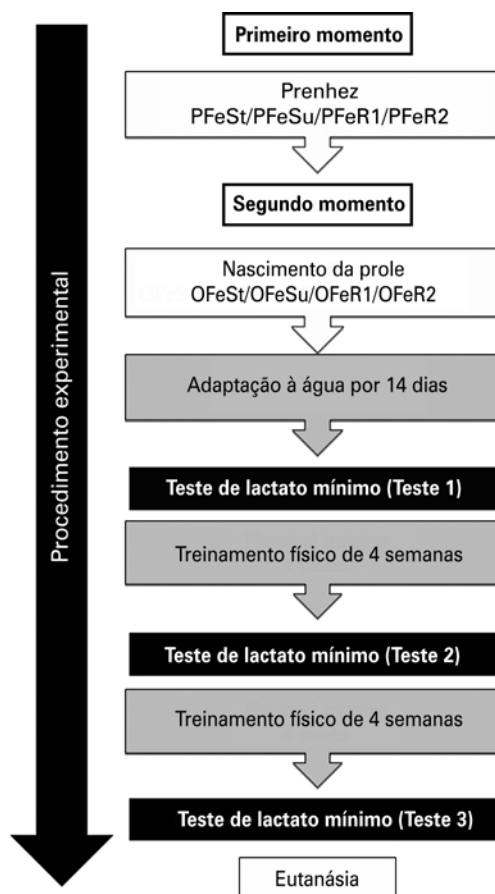 Procedimento experimental
Primeiro momento
Prenhez
PFeSt/PFeSu/PFeR1/PFeR2
Segundo momento
Nascimento da prole
OFeSt/OFeSu/OFeR1/OFeR2
Adaptação à água por 14 dias
Teste de lactato mínimo (Teste 1)
Treinamento físico de 4 semanas
Teste de lactato mínimo (Teste 2)
Treinamento físico de 4 semanas
Teste de lactato mínimo (Teste 3)
Eutanásia